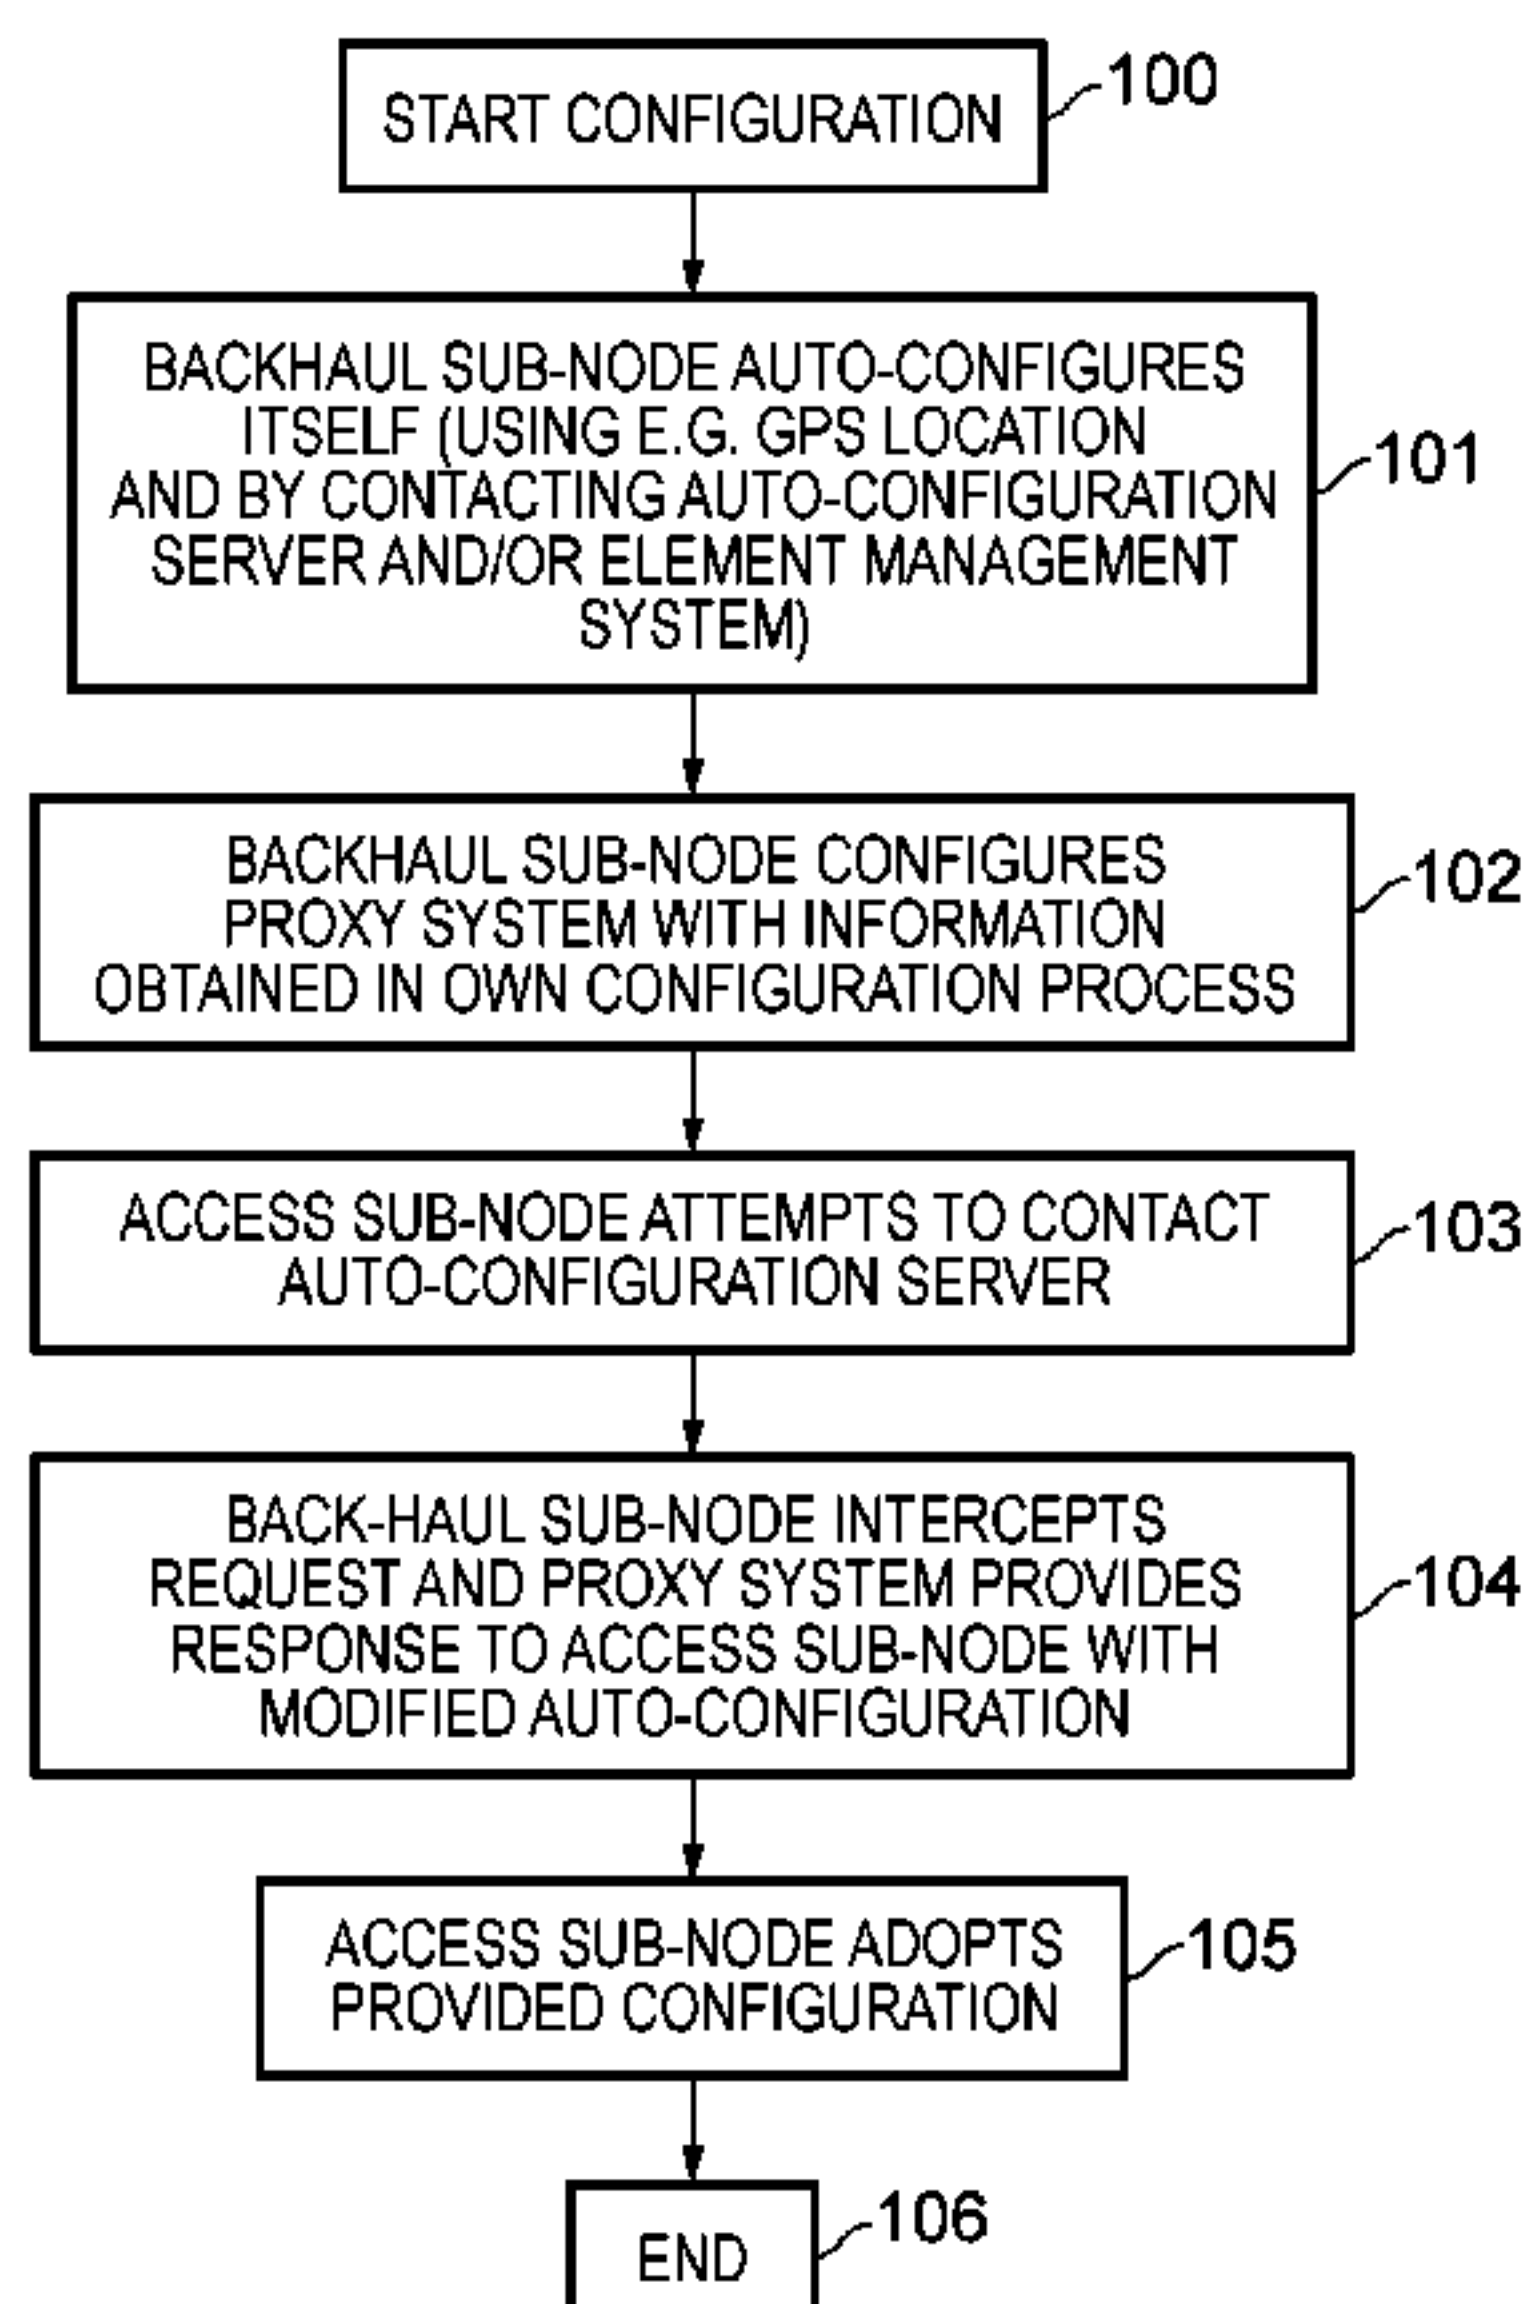 START CONFIGURATION
100
BACKHAUL SUB-NODE AUTO-CONFIGURES
ITSELF (USING E.G. GPS LOCATION
AND BY CONTACTING AUTO-CONFIGURATION
SERVER AND/OR ELEMENT MANAGEMENT
SYSTEM)
101
BACKHAUL SUB-NODE CONFIGURES
PROXY SYSTEM WITH INFORMATION
OBTAINED IN OWN CONFIGURATION PROCESS
102
ACCESS SUB-NODE ATTEMPTS TO CONTACT
AUTO-CONFIGURATION SERVER
103
BACK-HAUL SUB-NODE INTERCEPTS
REQUEST AND PROXY SYSTEM PROVIDES
RESPONSE TO ACCESS SUB-NODE WITH
MODIFIED AUTO-CONFIGURATION
104
ACCESS SUB-NODE ADOPTS
PROVIDED CONFIGURATION
105
END
106